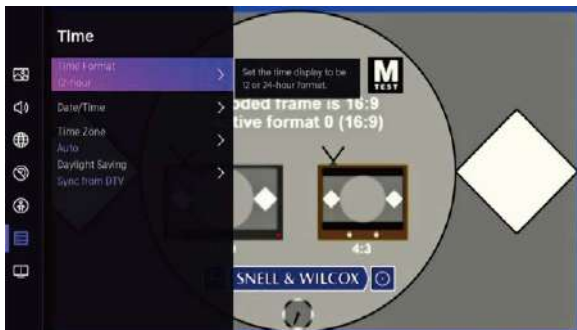 Time
Time Format
12-hour
Set the time display to be
12 or 24-hour format.
Date/Time
Time Zone
Auto
Daylight Saving
Sync from DTV
M
TEST
oded frame is 16:9
tive format 0 (16:9)
4:3
SNELL & WILCOX